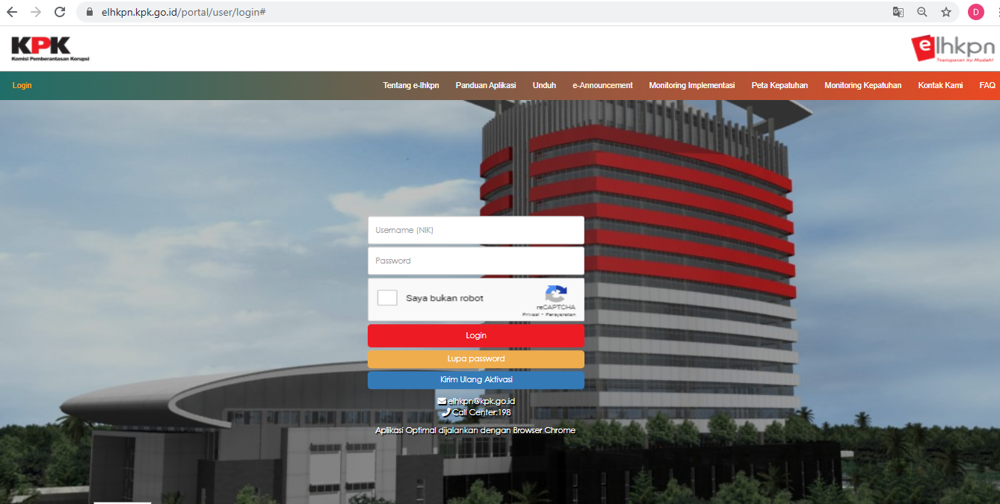 elhkpn.kpk.go.id/portal/user/login#
D
KPK
Komisi Pemberantasan Korupsi
elhkpn
Transparan itu Mudah!
Login
Tentang e-lhkpn
Panduan Aplikasi
Unduh
e-Announcement
Monitoring Implementasi
Peta Kepatuhan
Monitoring Kepatuhan
Kontak Kami
FAQ
Username (NIK)
Password
Saya bukan robot
reCAPTCHA
Privasi - Persyaratan
Login
Lupa password
Kirim Ulang Aktivasi
elhkpn@kpk.go.id
Call Center:198
Aplikasi Optimal dijalankan dengan Browser Chrome